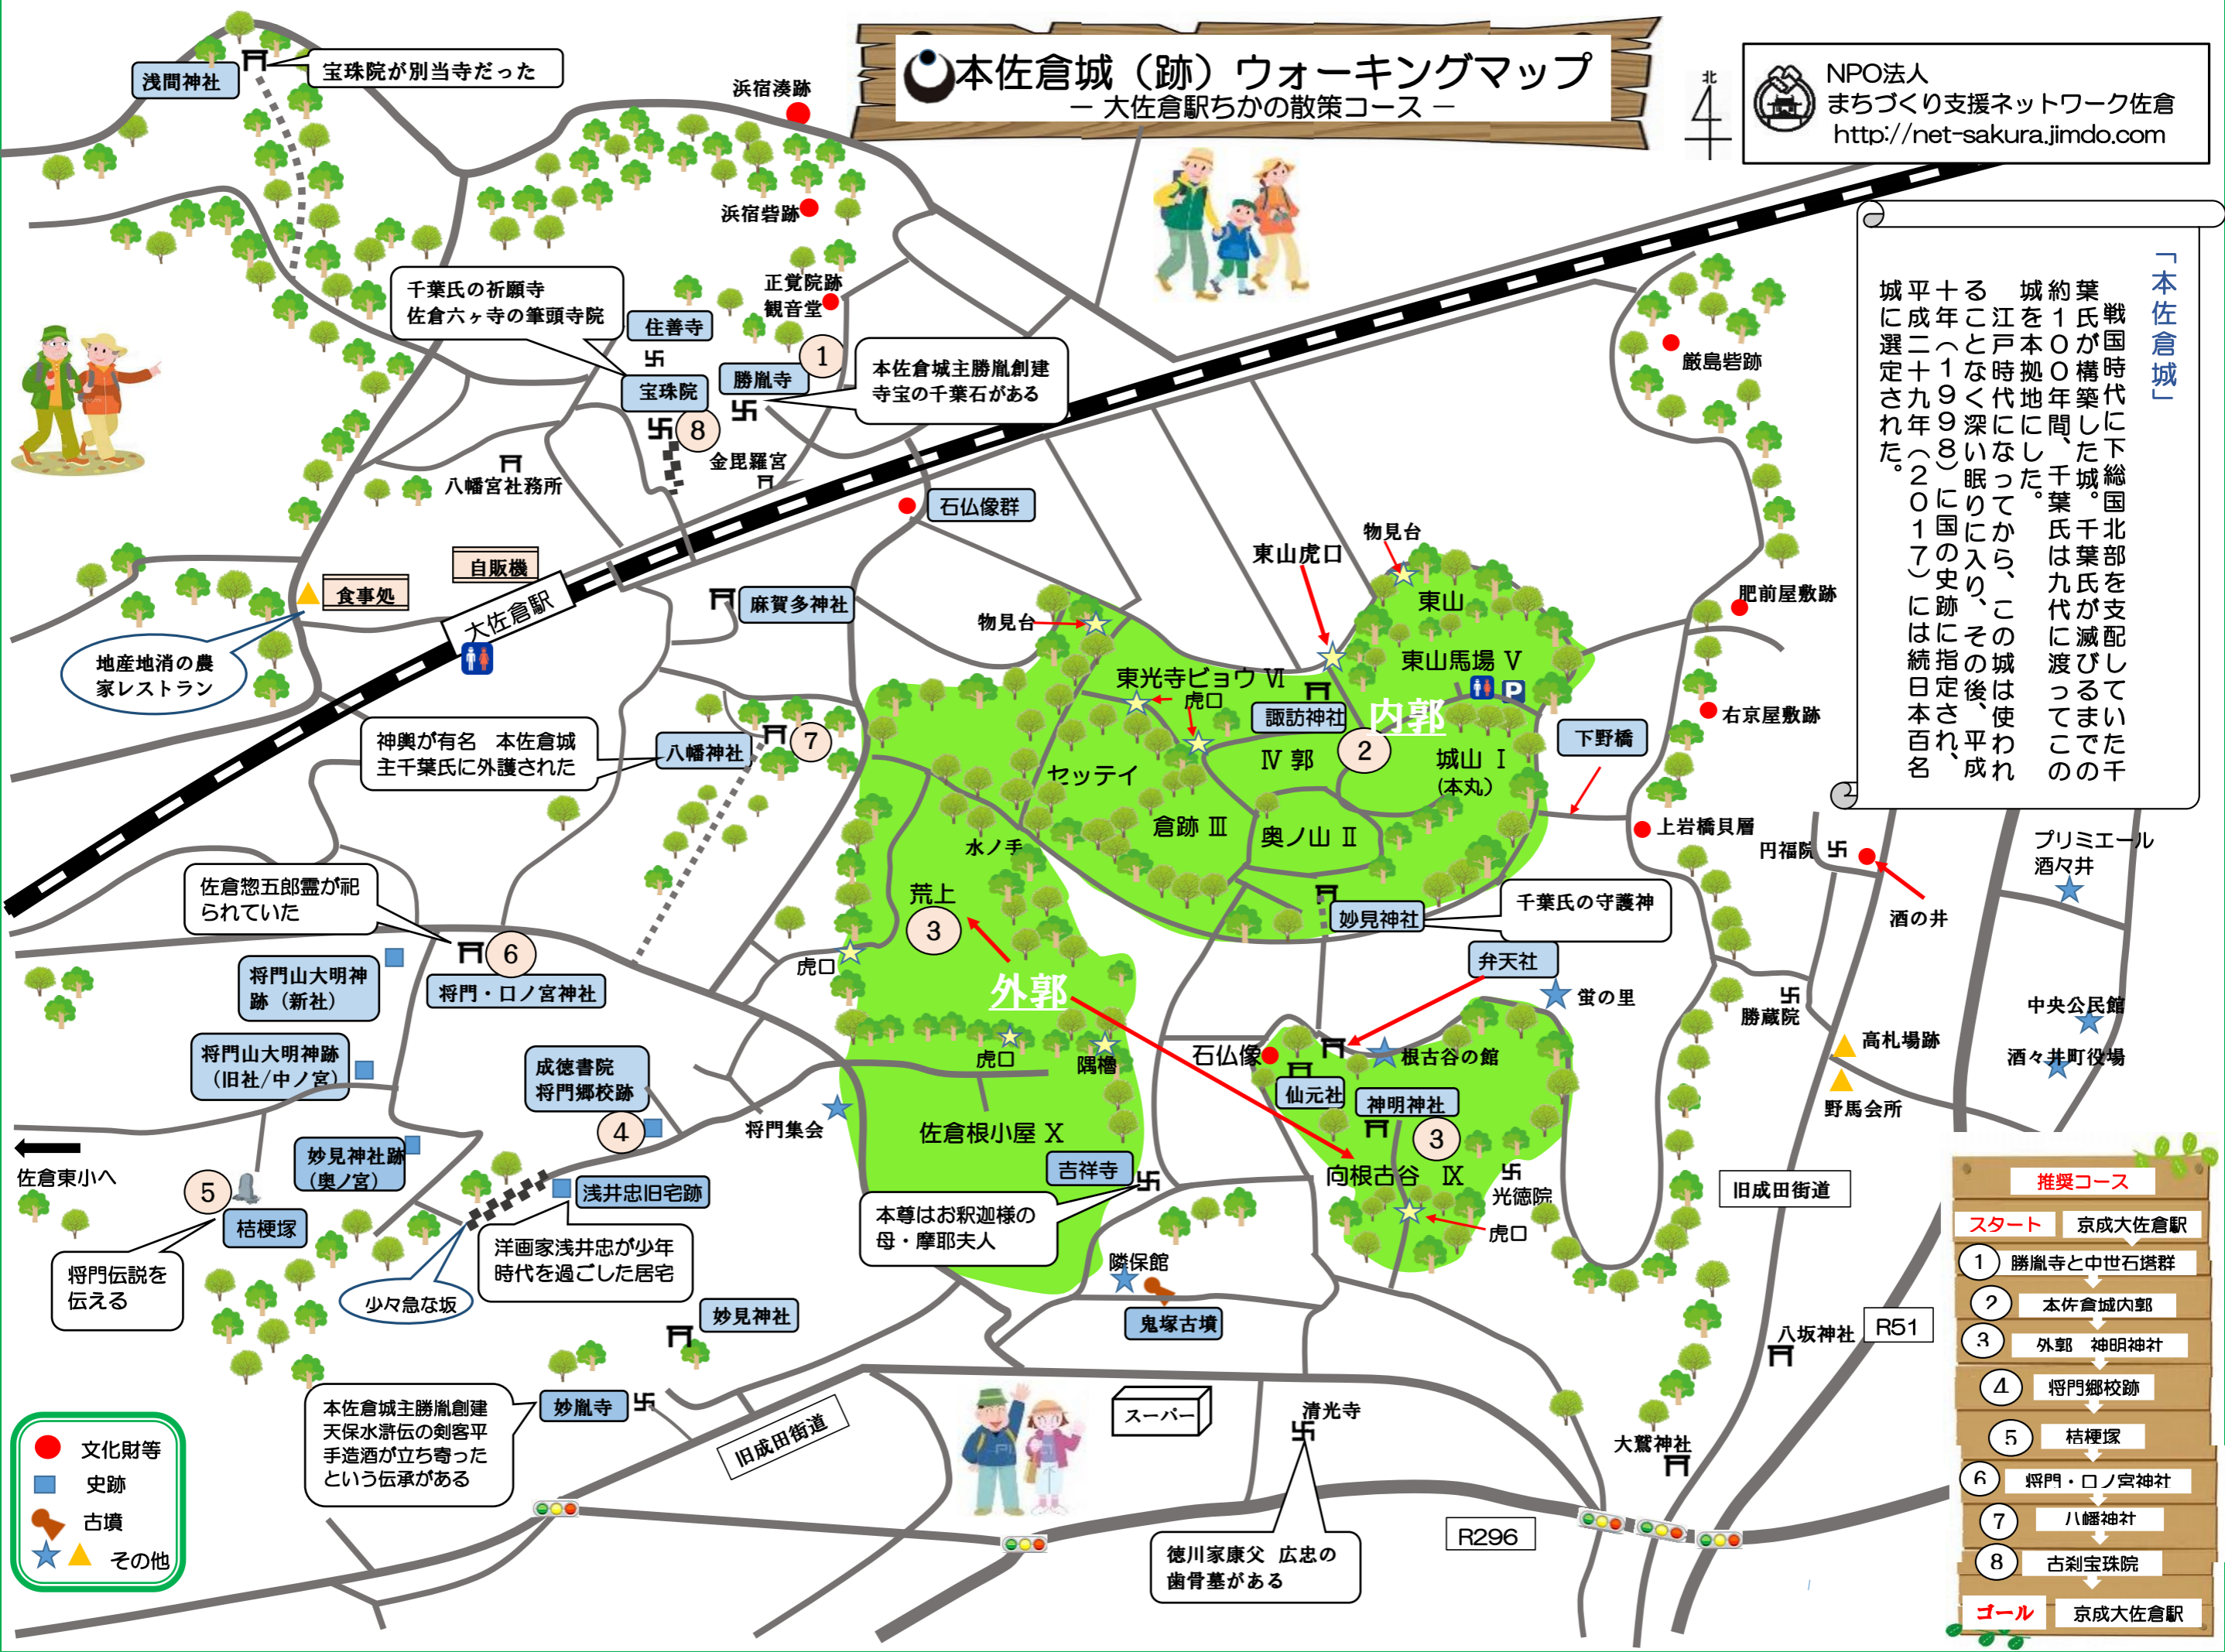 本佐倉城（跡）ウォーキングマップ
― 大佐倉駅ちかの散策コース ―
北
NPO法人
まちづくり支援ネットワーク佐倉
http://net-sakura.jimdo.com
「本佐倉城」
戦国時代に下総国北部を支配していた千
葉氏が構築した城。千葉氏が滅びるまでの
約１００年間、千葉氏は九代に渡ってこの
城を本拠地にした。
江戸時代になってから、この城は使われ
ることなく深い眠りに入り、その後、平成
十年（１９９８）に国の史跡に指定され、
平成二十九年（２０１７）には続日本百名
城に選定された。
浅間神社
宝珠院が別当寺だった
浜宿湊跡
浜宿砦跡
正覚院跡
観音堂
千葉氏の祈願寺
佐倉六ヶ寺の筆頭寺院
住善寺
宝珠院
8
勝胤寺
1
本佐倉城主勝胤創建
寺宝の千葉石がある
金毘羅宮
八幡宮社務所
石仏像群
厳島砦跡
自販機
食事処
大佐倉駅
地産地消の農
家レストラン
麻賀多神社
物見台
東山虎口
物見台
東山
東山馬場 Ⅴ
P
東光寺ビョウ Ⅵ
虎口
諏訪神社
内郭
2
Ⅳ 郭
城山 Ⅰ
(本丸)
セッテイ
倉跡 Ⅲ
奥ノ山 Ⅱ
肥前屋敷跡
右京屋敷跡
下野橋
上岩橋貝層
円福院
酒の井
プリミエール
酒々井
神輿が有名　本佐倉城
主千葉氏に外護された
八幡神社
7
水ノ手
荒上
3
外郭
虎口
妙見神社
千葉氏の守護神
弁天社
蛍の里
勝蔵院
高札場跡
野馬会所
中央公民館
酒々井町役場
佐倉惣五郎霊が祀
られていた
6
将門・口ノ宮神社
将門山大明神
跡（新社）
将門山大明神跡
（旧社/中ノ宮）
成徳書院
将門郷校跡
4
将門集会
虎口
隅櫓
石仏像
根古谷の館
仙元社
神明神社
3
向根古谷　Ⅸ
光徳院
虎口
佐倉根小屋 Ⅹ
吉祥寺
本尊はお釈迦様の
母・摩耶夫人
佐倉東小へ
5
桔梗塚
妙見神社跡
（奥ノ宮）
浅井忠旧宅跡
洋画家浅井忠が少年
時代を過ごした居宅
将門伝説を
伝える
少々急な坂
妙見神社
隣保館
鬼塚古墳
旧成田街道
八坂神社
R51
本佐倉城主勝胤創建
天保水滸伝の剣客平
手造酒が立ち寄った
という伝承がある
妙胤寺
旧成田街道
スーパー
清光寺
大鷲神社
徳川家康父 広忠の
歯骨墓がある
R296
文化財等
史跡
古墳
その他
推奨コース
スタート　京成大佐倉駅
1 勝胤寺と中世石塔群
2 本佐倉城内郭
3 外郭　神明神社
4 将門郷校跡
5 桔梗塚
6 将門・口ノ宮神社
7 八幡神社
8 古刹宝珠院
ゴール　京成大佐倉駅